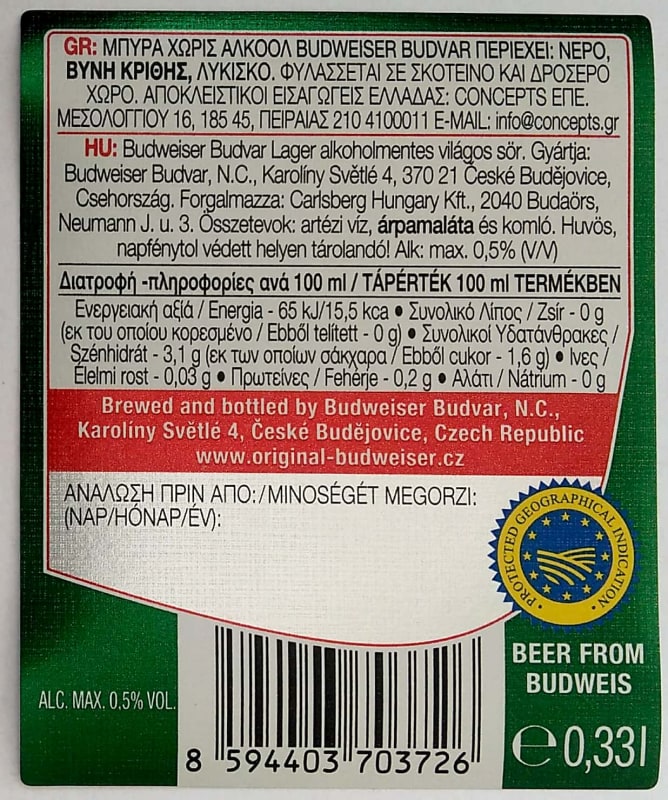 GR: ΜΠΥΡΑ ΧΩΡΙΣ ΑΛΚΟΟΛ BUDWEISER BUDVAR ΠΕΡΙΕΧΕΙ: ΝΕΡΟ,
ΒΥΝΗ ΚΡΙΘΗΣ, ΛΥΚΙΣΚΟ. ΦΥΛΑΣΣΕΤΑΙ ΣΕ ΣΚΟΤΕΙΝΟ ΚΑΙ ΔΡΟΣΕΡΟ
ΧΩΡΟ. ΑΠΟΚΛΕΙΣΤΙΚΟΙ ΕΙΣΑΓΩΓΕΙΣ ΕΛΛΑΔΑΣ: CONCEPTS ΕΠΕ.
ΜΕΣΟΛΟΓΓΙΟΥ 16, 185 45, ΠΕΙΡΑΙΑΣ 210 4100011 E-MAIL: info@concepts.gr
HU: Budweiser Budvar Lager alkoholmentes világos sör. Gyártja:
Budweiser Budvar, N.C., Karolíny Světlé 4, 370 21 České Budějovice,
Csehország. Forgalmazza: Carlsberg Hungary Kft., 2040 Budaörs,
Neumann J. u. 3. Összetevok: artézi víz, árpamaláta és komló. Huvös,
napfénytol védett helyen tárolandó! Alk: max. 0,5% (V/V)
Διατροφή -πληροφορίες ανά 100 ml / TÁPÉRTÉK 100 ml TERMÉKBEN
Ενεργειακή αξία / Energia - 65 kJ/15,5 kca • Συνολικό Λίπος / Zsír - 0 g
(εκ του οποίου κορεσμένο / Ebből telített - 0 g) • Συνολικοί Υδατάνθρακες /
Szénhidrát - 3,1 g (εκ των οποίων σάκχαρα / Ebből cukor - 1,6 g) • Ινες /
Élelmi rost - 0,03 g • Πρωτεϊνες / Fehérje - 0,2 g • Αλάτι / Nátrium - 0 g
Brewed and bottled by Budweiser Budvar, N.C.,
Karolíny Světlé 4, České Budějovice, Czech Republic
www.original-budweiser.cz
ΑΝΑΛΩΣΗ ΠΡΙΝ ΑΠΟ:/MINOSÉGÉT MEGORZI:
(NAP/HÓNAP/ÉV):
PROTECTED GEOGRAPHICAL INDICATION
BEER FROM
BUDWEIS
ALC. MAX. 0.5% VOL.
8 594403 703726
℮ 0,33l